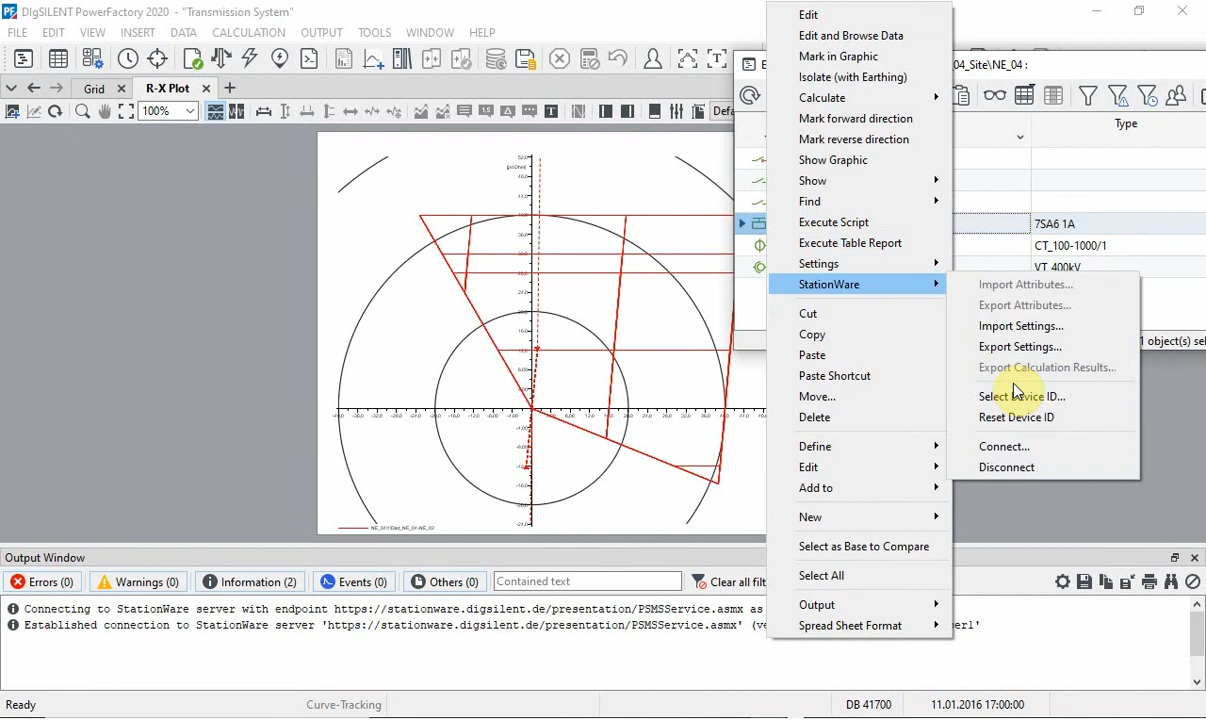 DIgSILENT PowerFactory 2020 - "Transmission System"
FILE EDIT VIEW INSERT DATA CALCULATION OUTPUT TOOLS WINDOW HELP
Grid
R-X Plot
100%
Defa
04_Site\NE_04 :
Type
7SA6 1A
CT_100-1000/1
VT_400kV
1 object(s) sel
Edit
Edit and Browse Data
Mark in Graphic
Isolate (with Earthing)
Calculate
Mark forward direction
Mark reverse direction
Show Graphic
Show
Find
Execute Script
Execute Table Report
Settings
StationWare
Cut
Copy
Paste
Paste Shortcut
Move...
Delete
Define
Edit
Add to
New
Select as Base to Compare
Select All
Output
Spread Sheet Format
Import Attributes...
Export Attributes...
Import Settings...
Export Settings...
Export Calculation Results...
Select Device ID...
Reset Device ID
Connect...
Disconnect
Output Window
Errors (0) Warnings (0) Information (2) Events (0) Others (0) Contained text Clear all filt
Connecting to StationWare server with endpoint https://stationware.digsilent.de/presentation/PSMSService.asmx as
Established connection to StationWare server 'https://stationware.digsilent.de/presentation/PSMSService.asmx' (ve
er1'
Ready
Curve-Tracking
DB 41700
11.01.2016 17:00:00